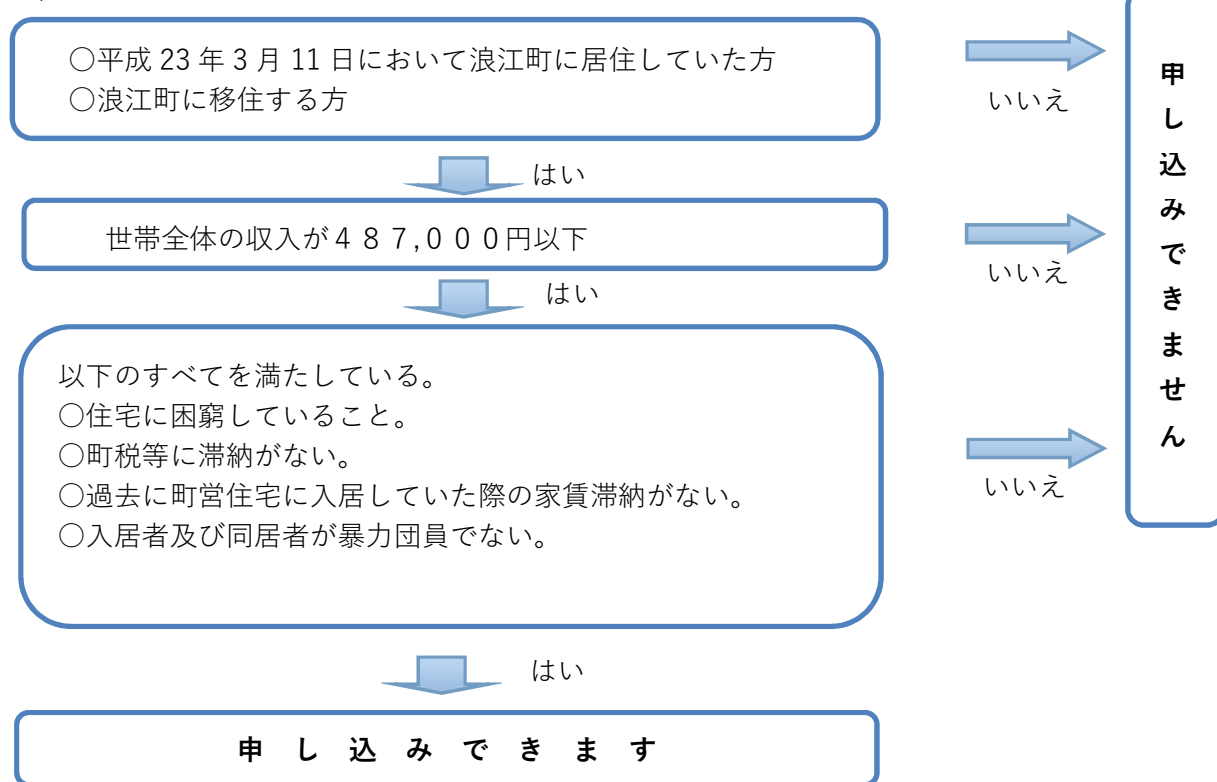 ○平成 23 年 3 月 11 日において浪江町に居住していた方
○浪江町に移住する方
いいえ
はい
世帯全体の収入が４８７,０００円以下
いいえ
はい
以下のすべてを満たしている。
○住宅に困窮していること。
○町税等に滞納がない。
○過去に町営住宅に入居していた際の家賃滞納がない。
○入居者及び同居者が暴力団員でない。
いいえ
はい
申し込みできます
申し込みできません